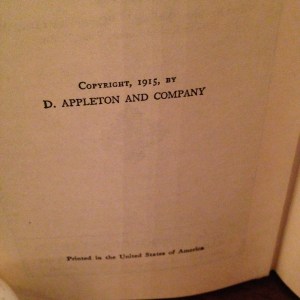 Copyright, 1915, by
D. APPLETON AND COMPANY
Printed in the United States of America